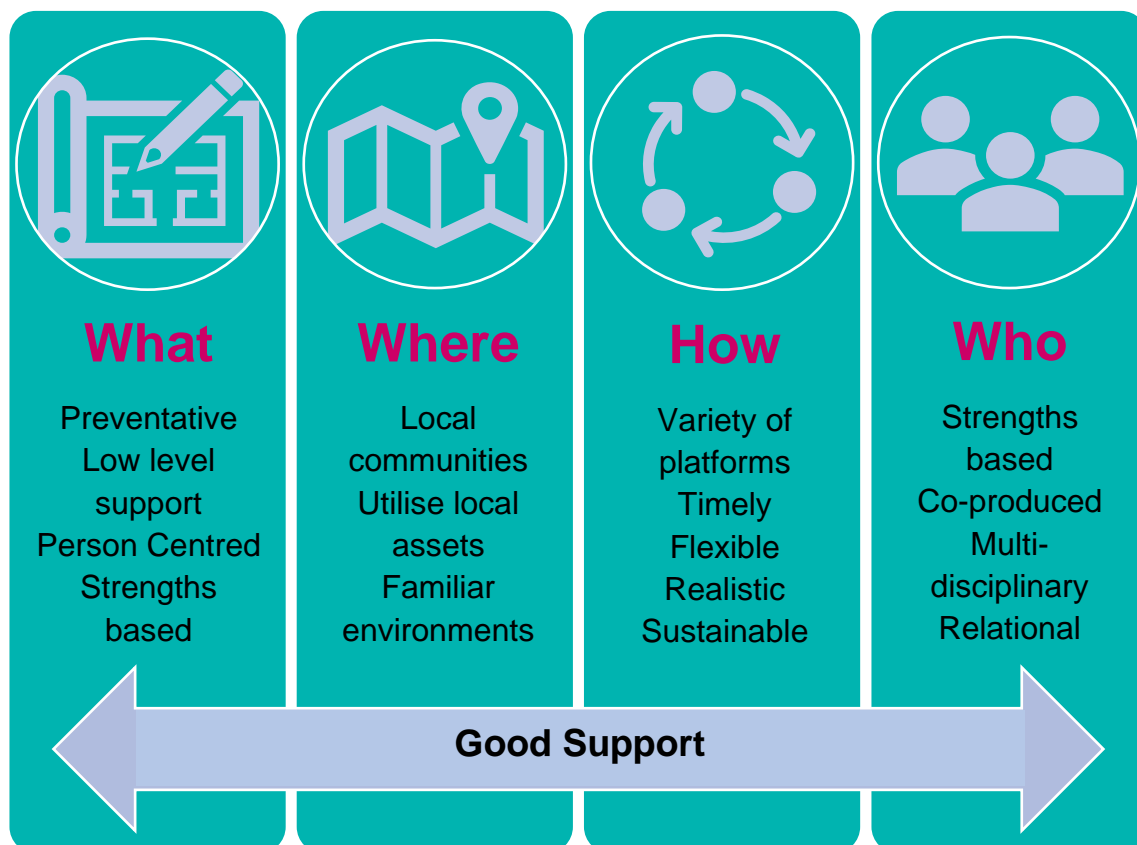 What
Preventative
Low level
support
Person Centred
Strengths
based
Where
Local
communities
Utilise local
assets
Familiar
environments
How
Variety of
platforms
Timely
Flexible
Realistic
Sustainable
Who
Strengths
based
Co-produced
Multi-
disciplinary
Relational
Good Support